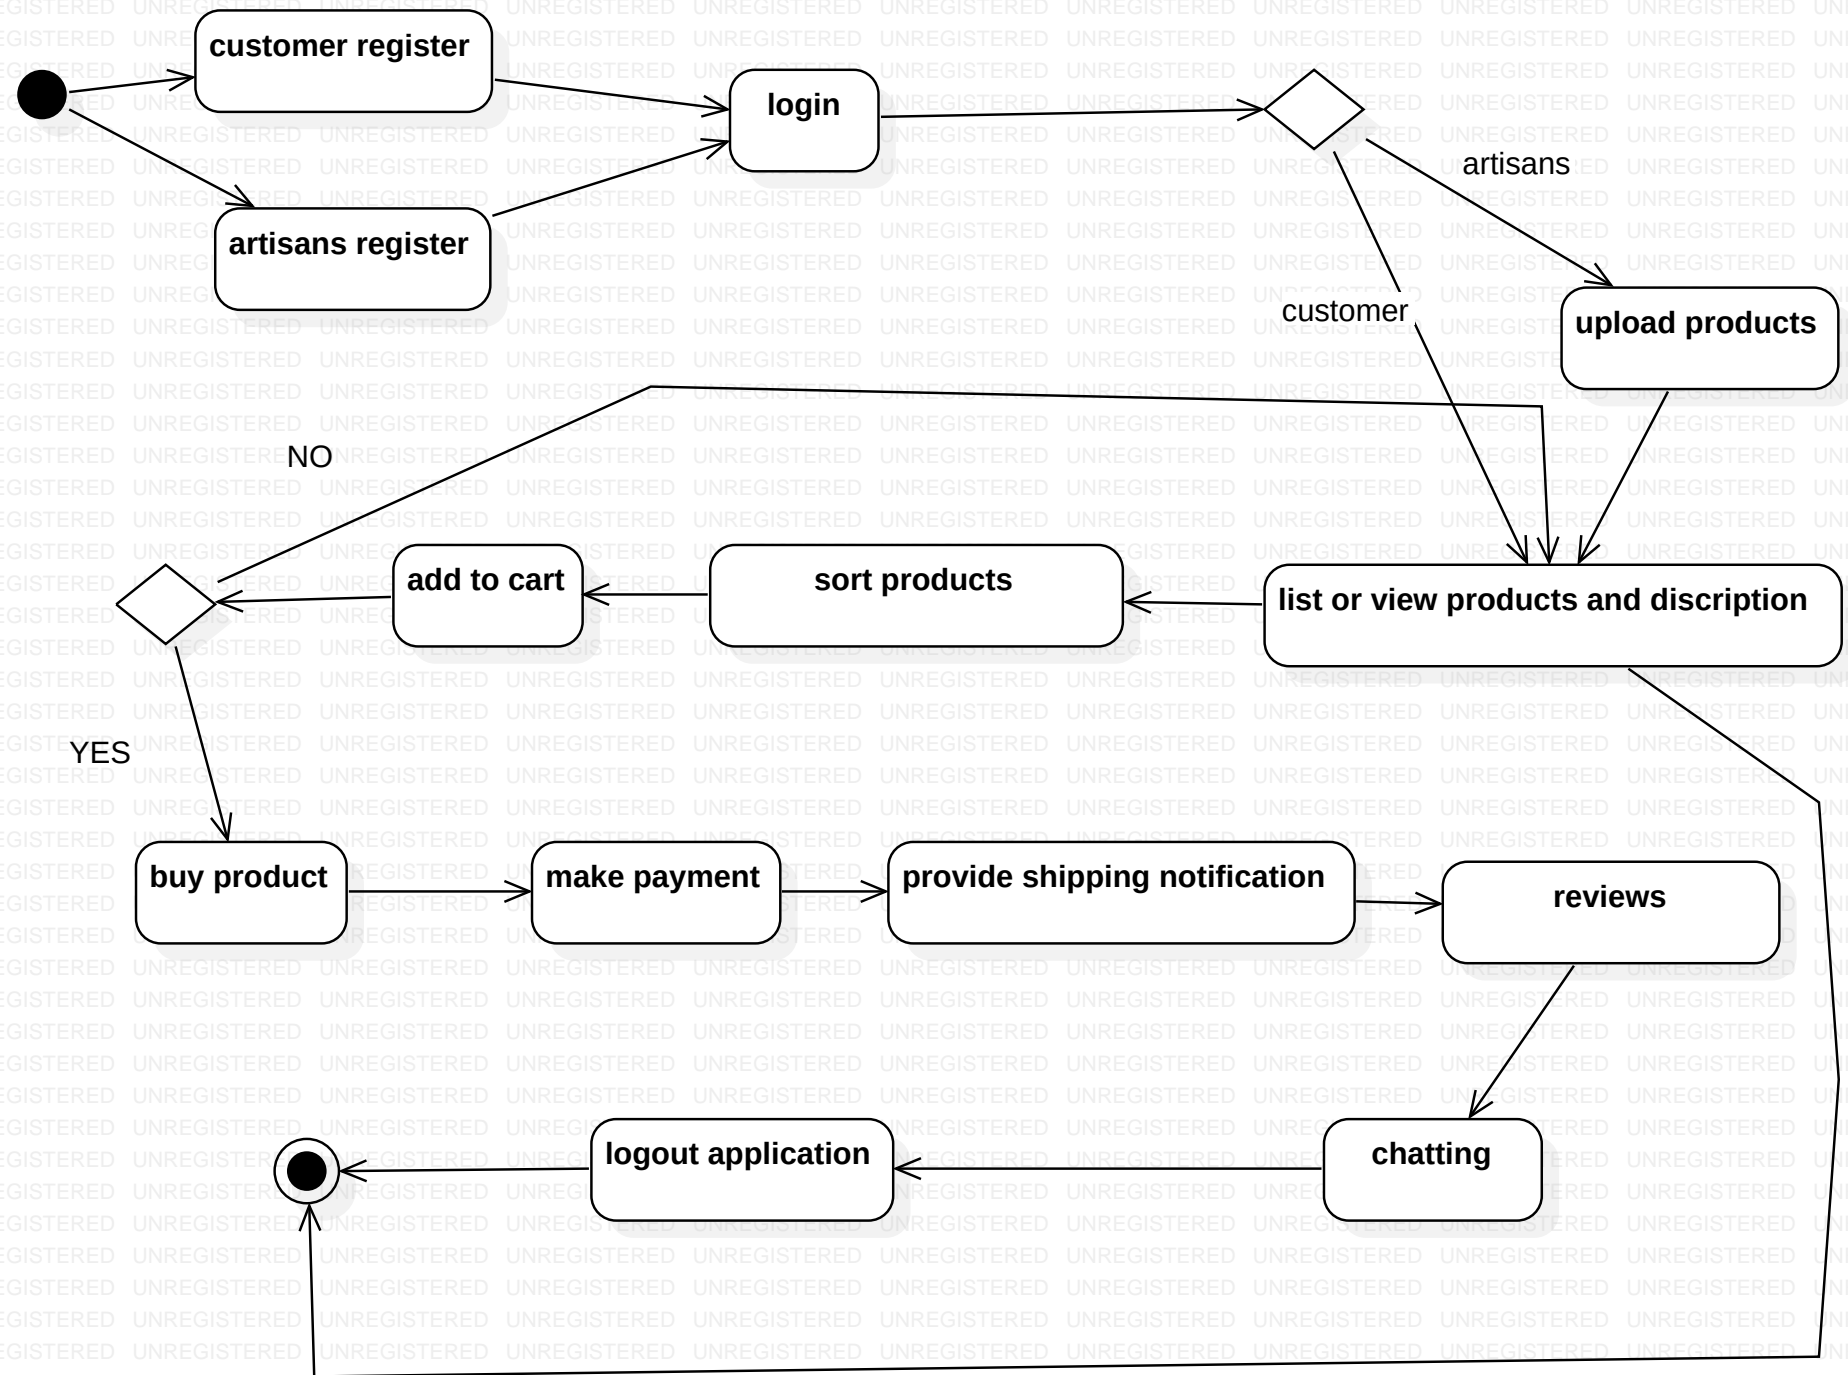 customer register
login
artisans register
artisans
customer
upload products
NO
add to cart
sort products
list or view products and discription
YES
buy product
make payment
provide shipping notification
reviews
logout application
chatting
UNREGISTERED